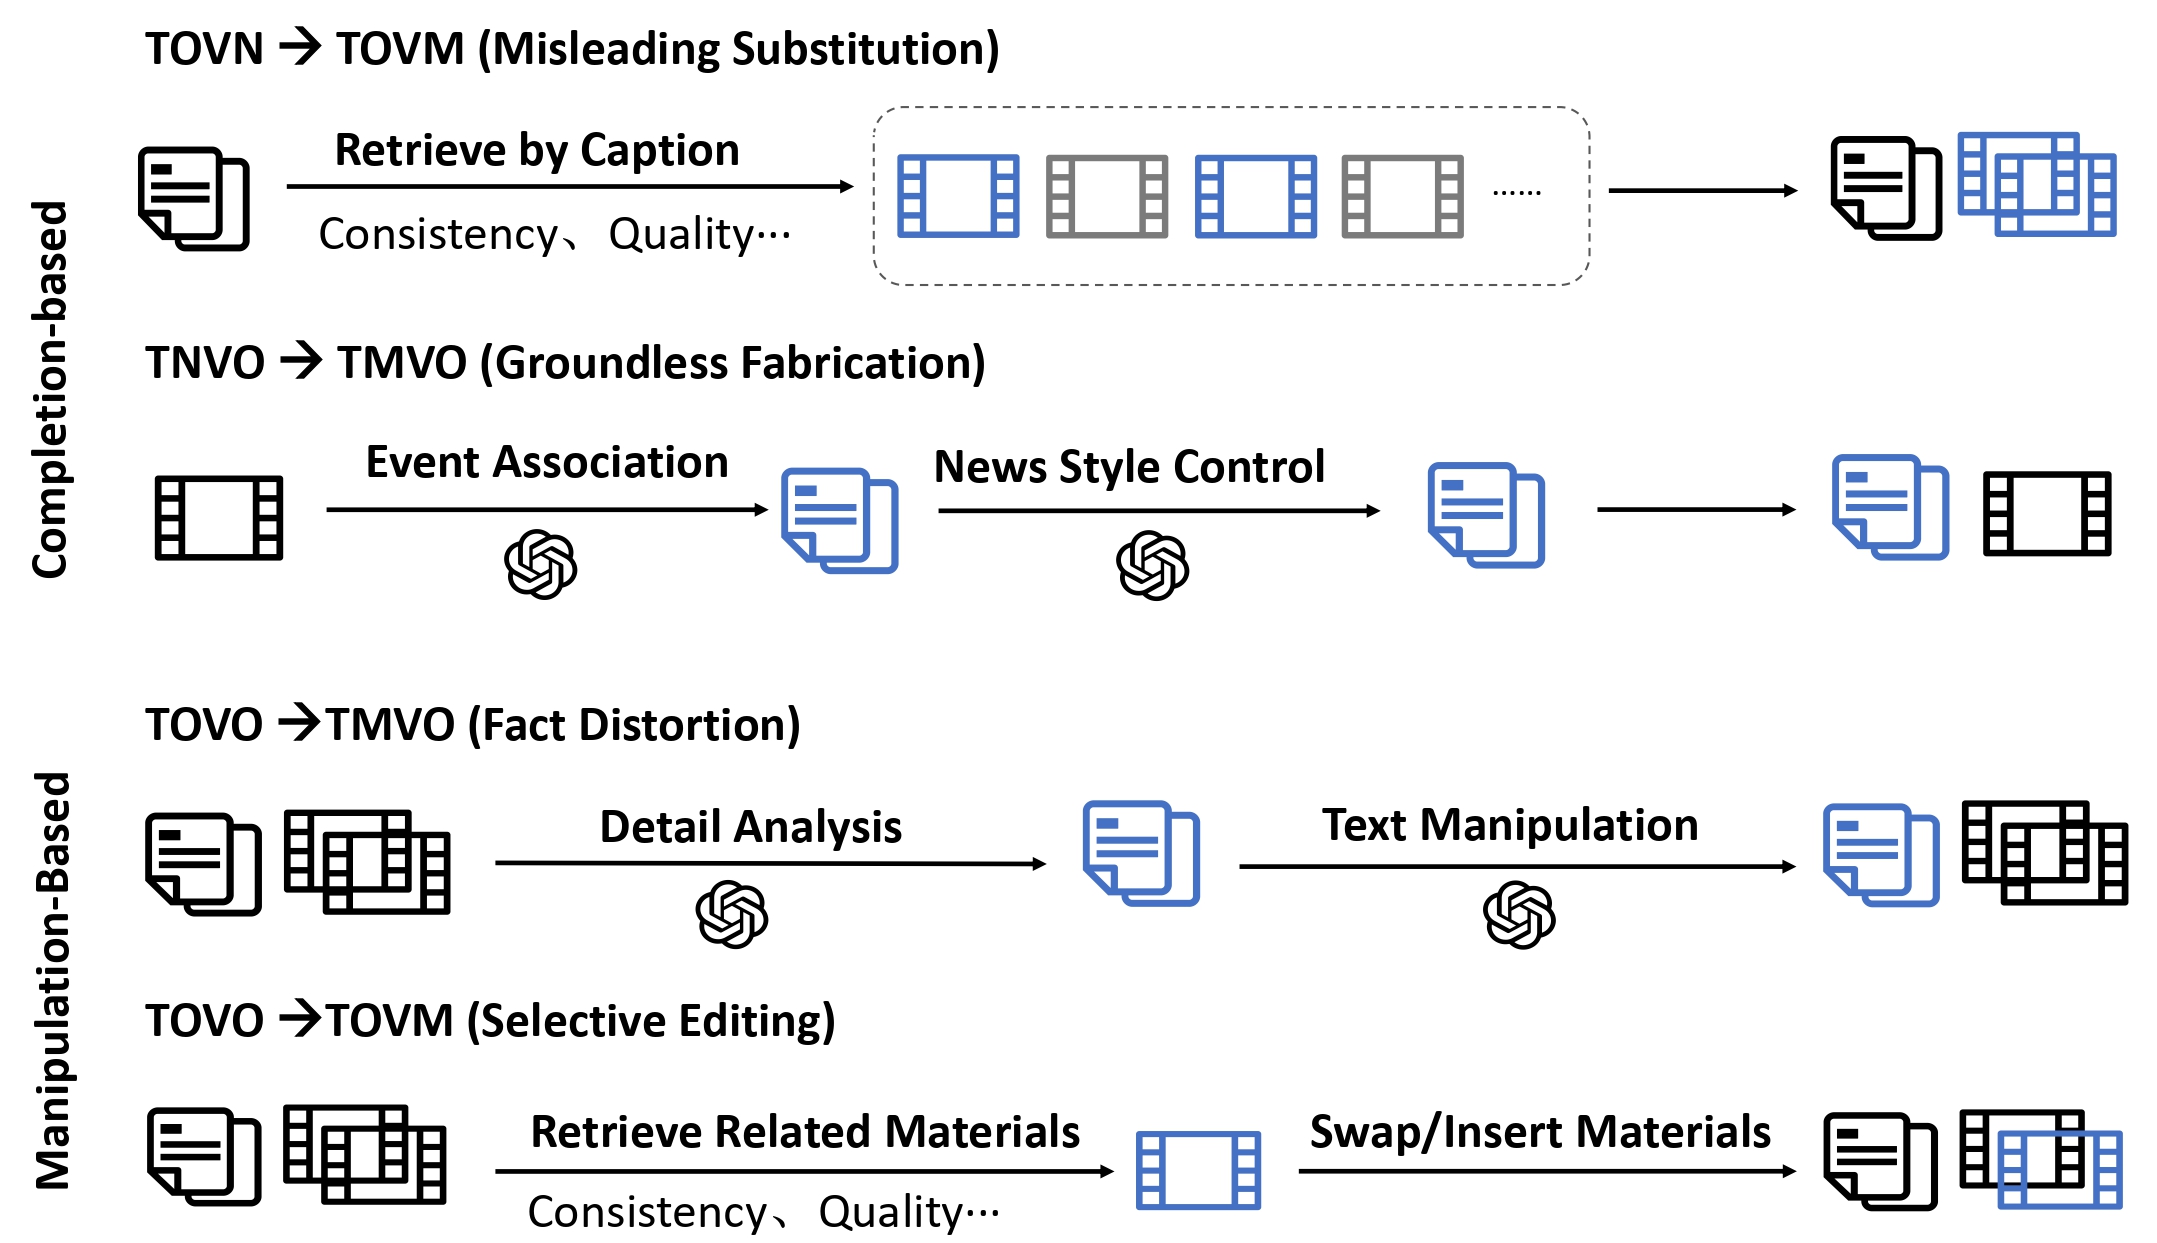 TOVN → TOVM (Misleading Substitution)
Retrieve by Caption
Consistency、Quality···
······
Completion-based
TNVO → TMVO (Groundless Fabrication)
Event Association
News Style Control
TOVO → TMVO (Fact Distortion)
Detail Analysis
Text Manipulation
Manipulation-Based
TOVO → TOVM (Selective Editing)
Retrieve Related Materials
Consistency、Quality···
Swap/Insert Materials